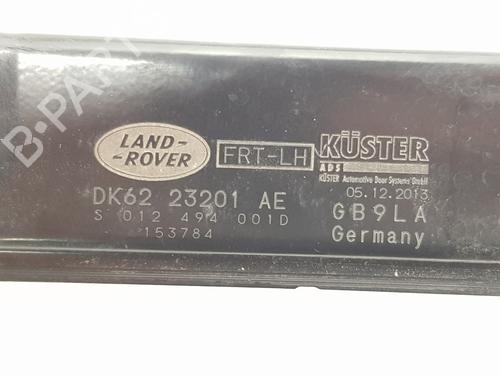 B-PARTS
LAND-
-ROVER
FRT-LH
KÜSTER
ADS
KÜSTER Automotive Door Systems GmbH
DK62 23201 AE
05.12.2013
S 012 494 001D
GB9LA
153784
Germany